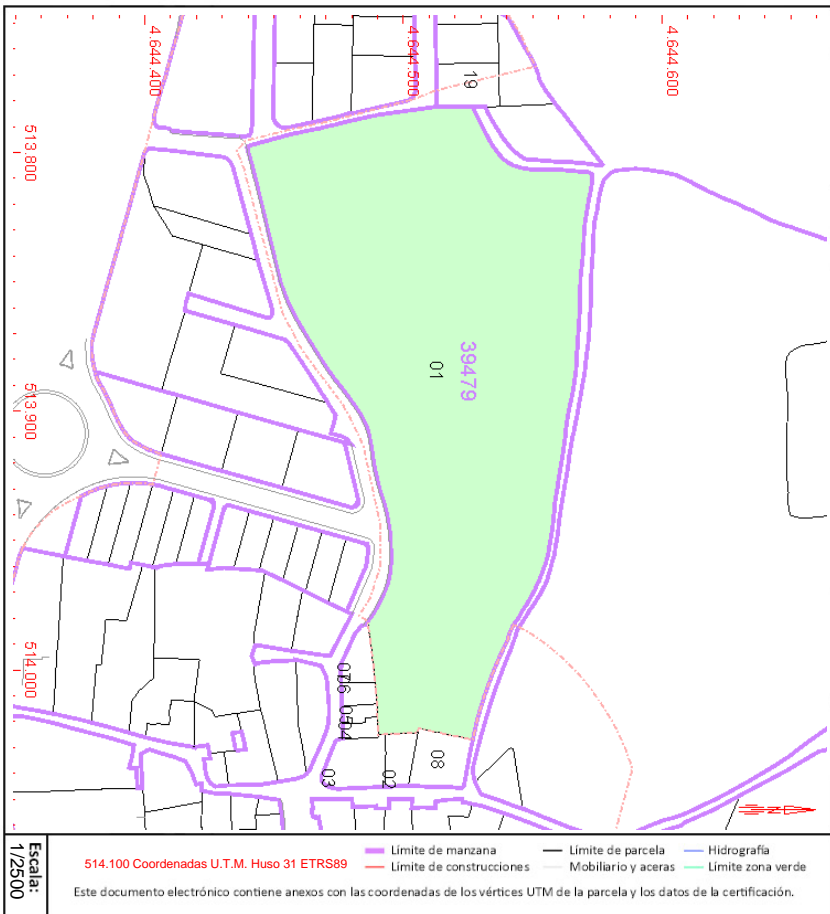 4.644.400
4.644.500
4.644.600
19
513.800
39479
01
513.900
514.000
05
04
03
02
08
Escala:
1/2500
514.100 Coordenadas U.T.M. Huso 31 ETRS89
Límite de manzana
Límite de parcela
Hidrografía
Límite de construcciones
Mobiliario y aceras
Límite zona verde
Este documento electrónico contiene anexos con las coordenadas de los vértices UTM de la parcela y los datos de la certificación.